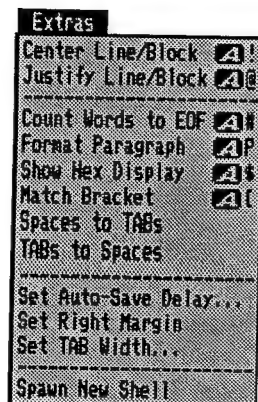 Extras
Center Line/Block A !
Justify Line/Block A @
Count Words to EOF A #
Format Paragraph A P
Show Hex Display A $
Match Bracket A [
Spaces to TABs
TABs to Spaces
Set Auto-Save Delay...
Set Right Margin
Set TAB Width...
Spawn New Shell